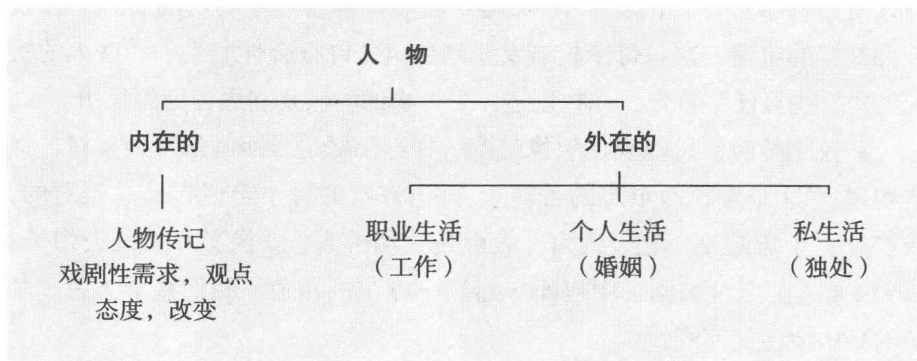 人物
内在的 外在的
人物传记
戏剧性需求，观点
态度，改变
职业生活 个人生活 私生活
（工作） （婚姻） （独处）